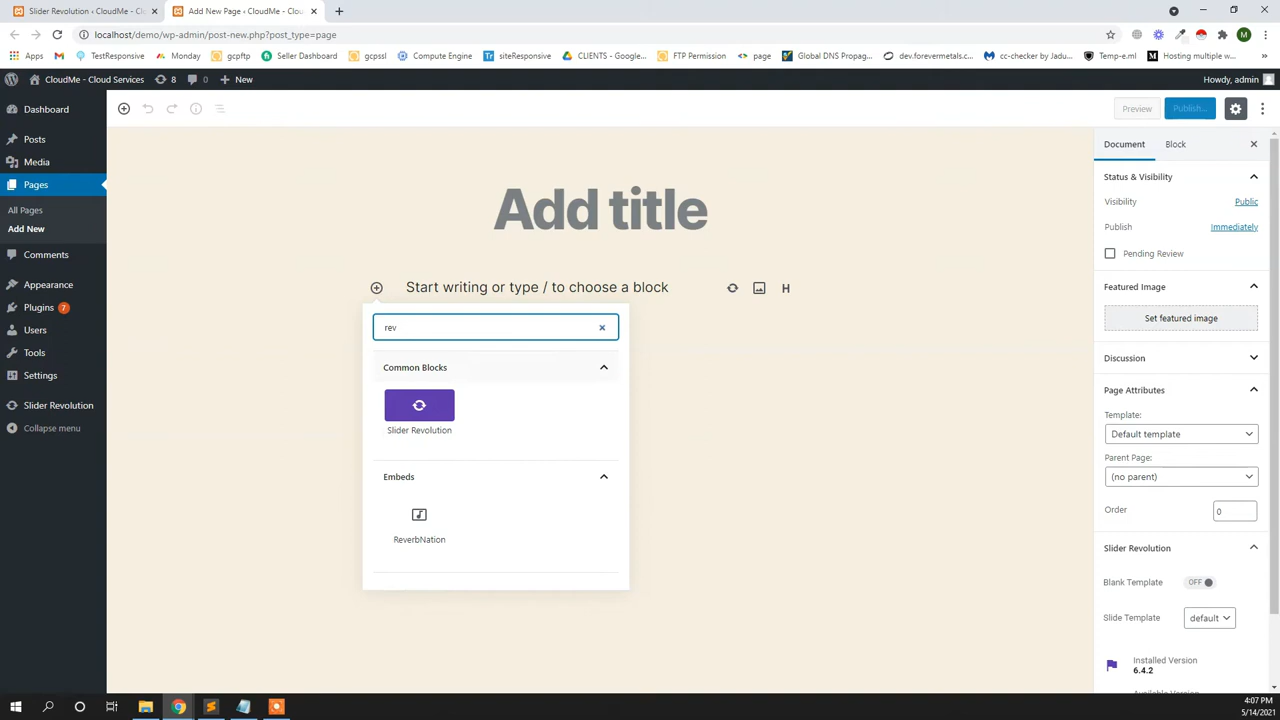 Slider Revolution ‹ CloudMe - Clou
Add New Page ‹ CloudMe - Cloud S
localhost/demo/wp-admin/post-new.php?post_type=page
Apps
Mailing
TestResponsive
Monday
gcpftp
Seller Dashboard
gcpssl
Compute Engine
siteResponsive
CLIENTS – Google...
FTP Permission
page
Global DNS Propag...
dev.forevermetals.c...
cc-checker by Jadu...
Temp-e.ml
Hosting multiple w...
M
CloudMe - Cloud Services
8
0
New
Howdy, admin
Dashboard
Posts
Media
Pages
All Pages
Add New
Comments
Appearance
Plugins 7
Users
Tools
Settings
Slider Revolution
Collapse menu
Preview
Publish...
Add title
Start writing or type / to choose a block
H
rev
Common Blocks
Slider Revolution
Embeds
ReverbNation
Document
Block
Status & Visibility
Visibility
Public
Publish
Immediately
Pending Review
Featured Image
Set featured image
Discussion
Page Attributes
Template:
Default template
Parent Page:
(no parent)
Order
0
Slider Revolution
Blank Template
OFF
Slide Template
default
Installed Version
6.4.2
Available Version
4:07 PM
5/14/2021